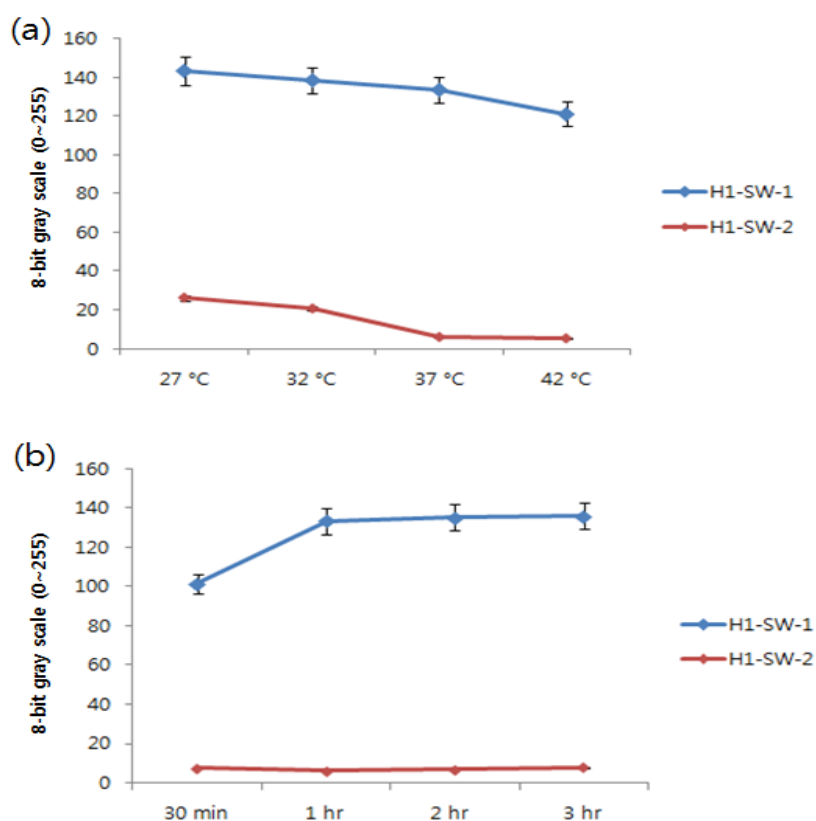 (a)
160
140
120
100
80
60
40
20
0
8-bit gray scale (0~255)
27 °C 32 °C 37 °C 42 °C
H1-SW-1
H1-SW-2
(b)
160
140
120
100
80
60
40
20
0
8-bit gray scale (0~255)
30 min 1 hr 2 hr 3 hr
H1-SW-1
H1-SW-2